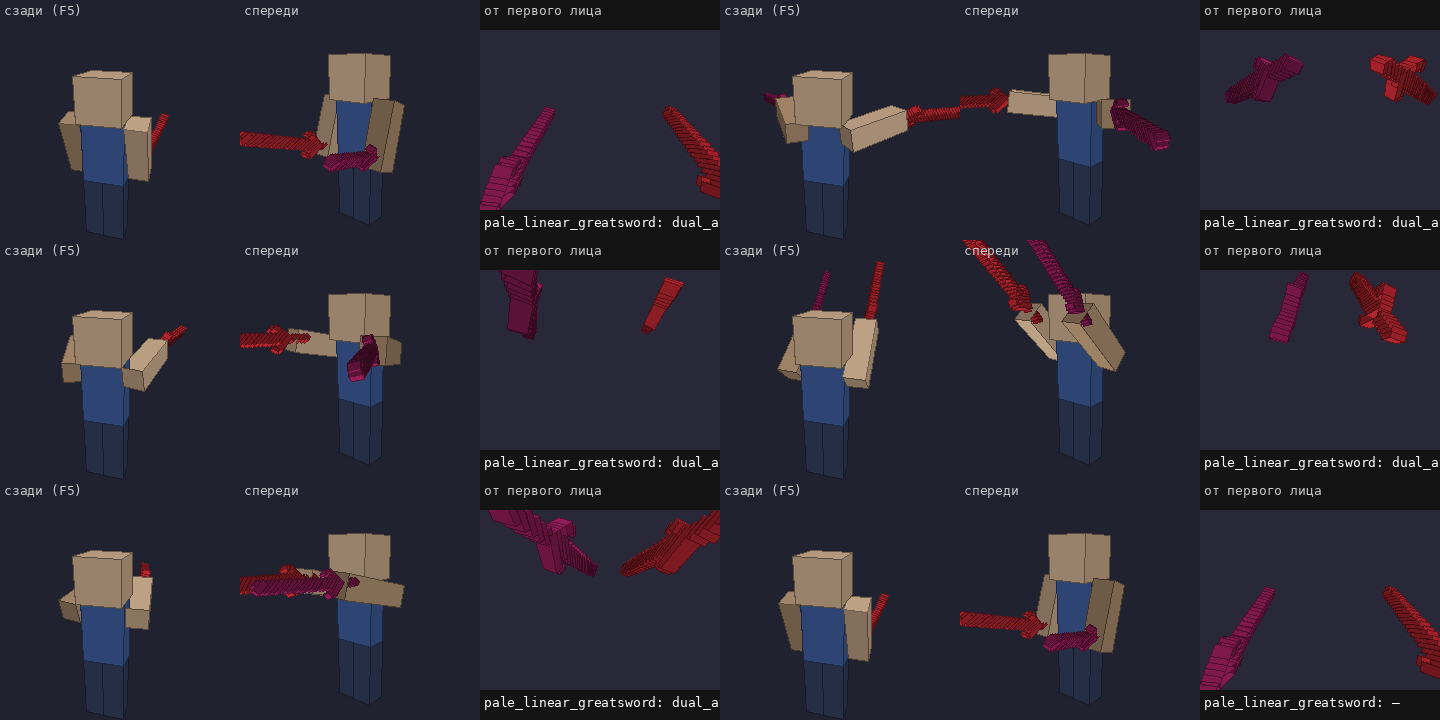 сзади (F5) спереди от первого лица сзади (F5) спереди от первого лица
pale_linear_greatsword: dual_a pale_linear_greatsword: dual_a
сзади (F5) спереди от первого лица сзади (F5) спереди от первого лица
pale_linear_greatsword: dual_a pale_linear_greatsword: dual_a
сзади (F5) спереди от первого лица сзади (F5) спереди от первого лица
pale_linear_greatsword: dual_a pale_linear_greatsword: —